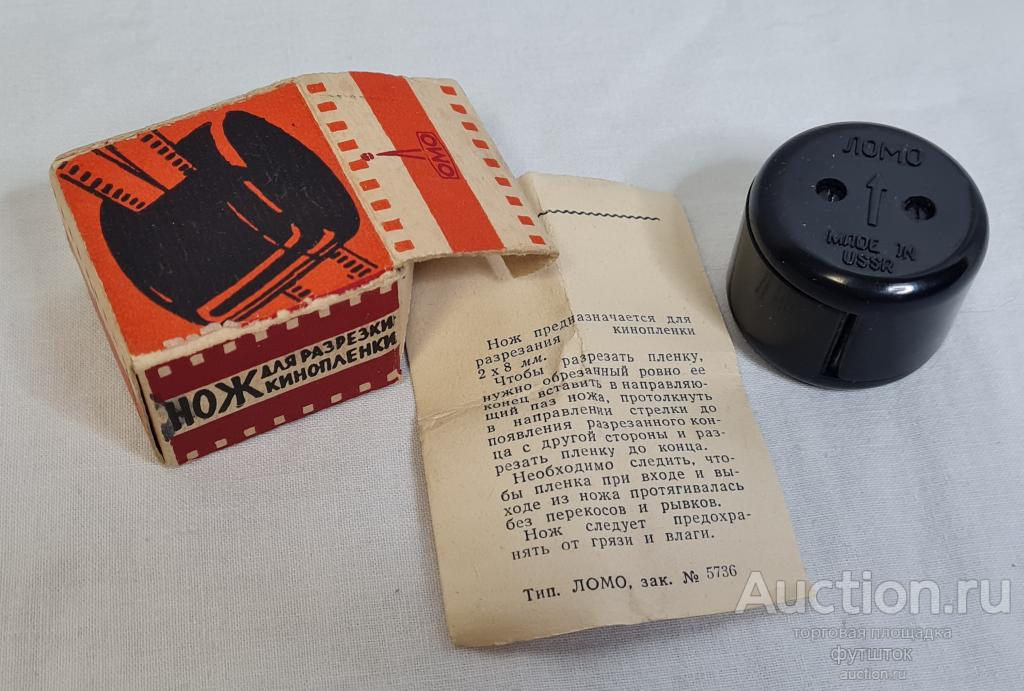 ЛОМО
НОЖ ДЛЯ РАЗРЕЗКИ
КИНОПЛЕНКИ
Нож предназначается для
разрезания кинопленки
2 х 8 мм.
Чтобы разрезать пленку,
нужно обрезанный ровно ее
конец вставить в направляю-
щий паз ножа, протолкнуть
в направлении стрелки до
появления разрезанного кон-
ца с другой стороны и раз-
резать пленку до конца.
Необходимо следить, что-
бы пленка при входе и вы-
ходе из ножа протягивалась
без перекосов и рывков.
Нож следует предохра-
нять от грязи и влаги.
Тип. ЛОМО, зак. № 5736
ЛОМО
MADE IN
USSR
Auction.ru
торговая площадка
футшток
auction.ru